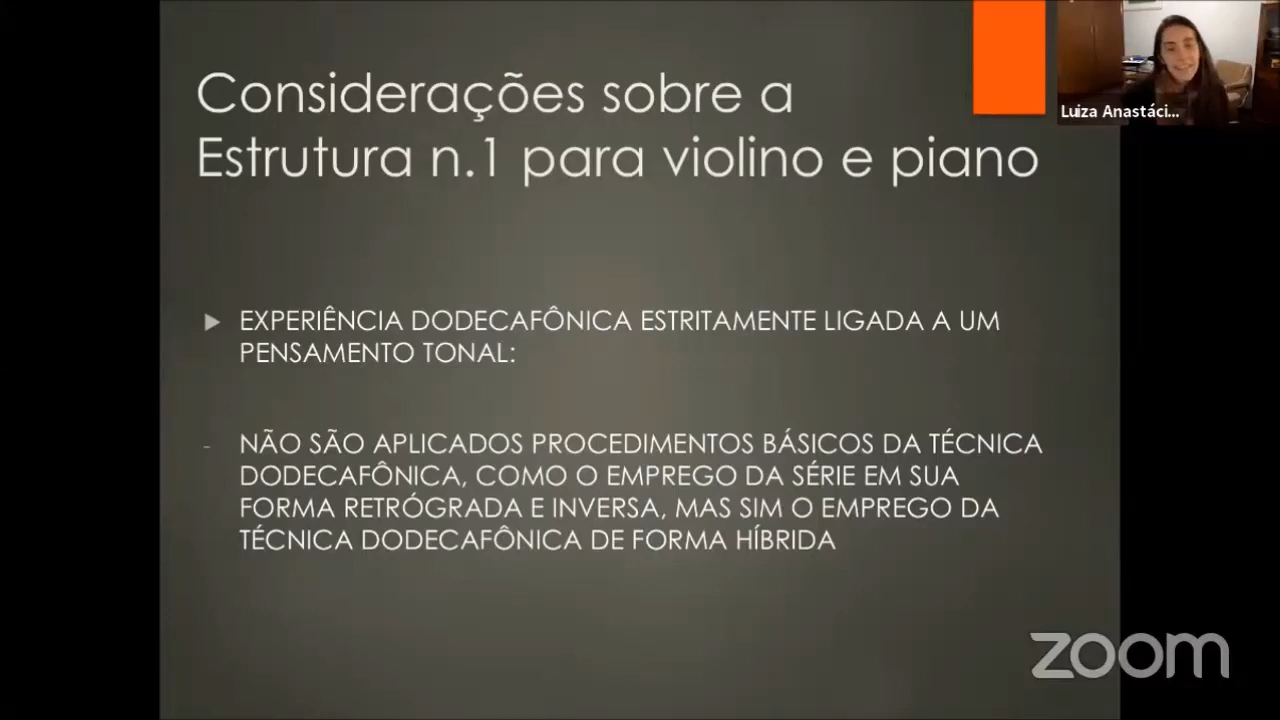 Considerações sobre a
Estrutura n.1 para violino e piano
Luiza Anastáci...
EXPERIÊNCIA DODECAFÔNICA ESTRITAMENTE LIGADA A UM
PENSAMENTO TONAL:
- NÃO SÃO APLICADOS PROCEDIMENTOS BÁSICOS DA TÉCNICA
DODECAFÔNICA, COMO O EMPREGO DA SÉRIE EM SUA
FORMA RETRÓGRADA E INVERSA, MAS SIM O EMPREGO DA
TÉCNICA DODECAFÔNICA DE FORMA HÍBRIDA
zoom